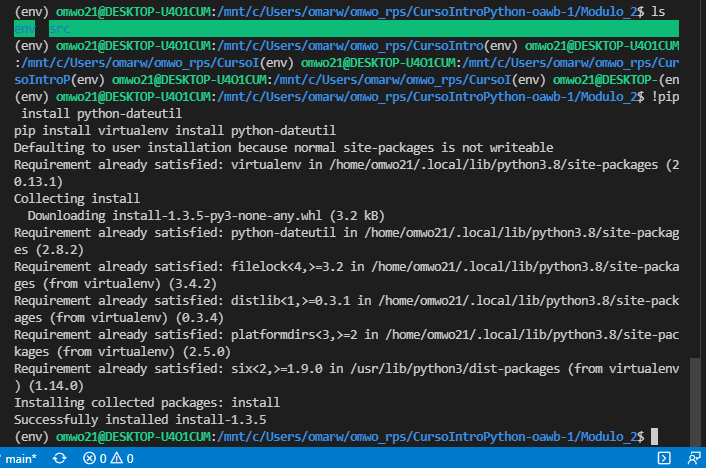 (env) omwo21@DESKTOP-U4O1CUM:/mnt/c/Users/omarw/omwo_rps/CursoIntroPython-oawb-1/Modulo_2$ ls
env src
(env) omwo21@DESKTOP-U4O1CUM:/mnt/c/Users/omarw/omwo_rps/CursoIntro(env) omwo21@DESKTOP-U4O1CUM
:/mnt/c/Users/omarw/omwo_rps/CursoI(env) omwo21@DESKTOP-U4O1CUM:/mnt/c/Users/omarw/omwo_rps/Cur
soIntroP(env) omwo21@DESKTOP-U4O1CUM:/mnt/c/Users/omarw/omwo_rps/CursoI(env) omwo21@DESKTOP-(en
(env) omwo21@DESKTOP-U4O1CUM:/mnt/c/Users/omarw/omwo_rps/CursoIntroPython-oawb-1/Modulo_2$ !pip
 install python-dateutil
pip install virtualenv install python-dateutil
Defaulting to user installation because normal site-packages is not writeable
Requirement already satisfied: virtualenv in /home/omwo21/.local/lib/python3.8/site-packages (2
0.13.1)
Collecting install
  Downloading install-1.3.5-py3-none-any.whl (3.2 kB)
Requirement already satisfied: python-dateutil in /home/omwo21/.local/lib/python3.8/site-packag
es (2.8.2)
Requirement already satisfied: filelock<4,>=3.2 in /home/omwo21/.local/lib/python3.8/site-packa
ges (from virtualenv) (3.4.2)
Requirement already satisfied: distlib<1,>=0.3.1 in /home/omwo21/.local/lib/python3.8/site-pack
ages (from virtualenv) (0.3.4)
Requirement already satisfied: platformdirs<3,>=2 in /home/omwo21/.local/lib/python3.8/site-pac
kages (from virtualenv) (2.5.0)
Requirement already satisfied: six<2,>=1.9.0 in /usr/lib/python3/dist-packages (from virtualenv
) (1.14.0)
Installing collected packages: install
Successfully installed install-1.3.5
(env) omwo21@DESKTOP-U4O1CUM:/mnt/c/Users/omarw/omwo_rps/CursoIntroPython-oawb-1/Modulo_2$
main* 0 0